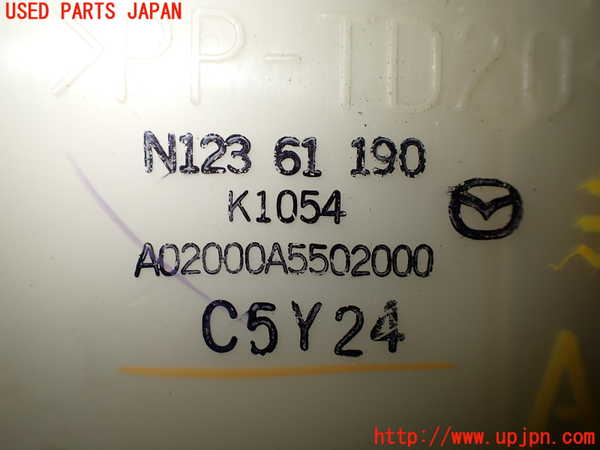 USED PARTS JAPAN
>PP-TD20
N123 61 190
K1054
A02000A5502000
C5Y24
A
http://www.upjpn.com/